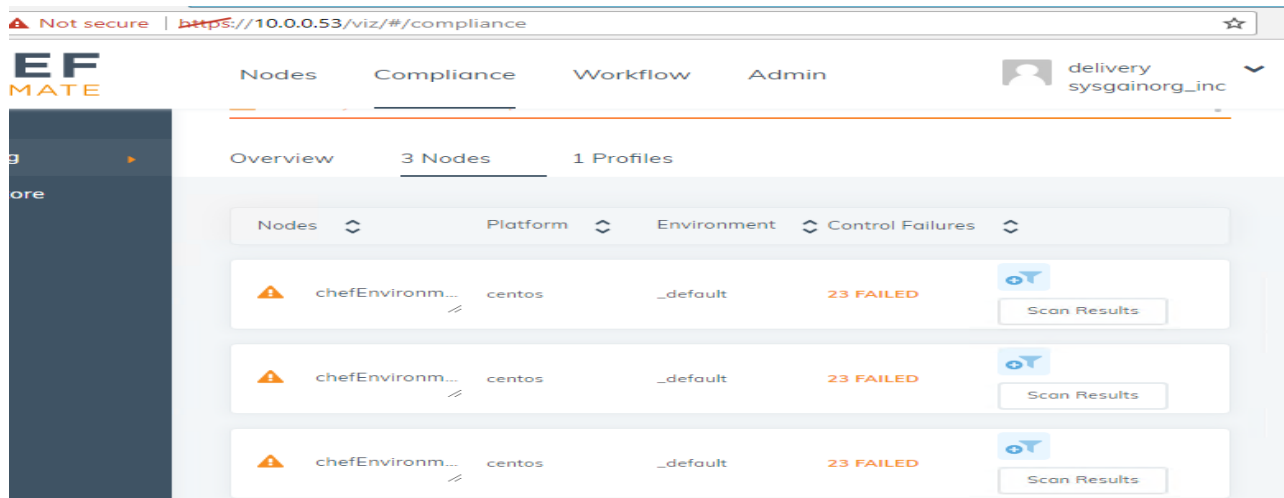 Not secure | https://10.0.0.53/viz/#/compliance
EF
MATE
Nodes Compliance Workflow Admin
delivery
sysgainorg_inc
g
ore
Overview 3 Nodes 1 Profiles
Nodes Platform Environment Control Failures
chefEnvironm... centos _default 23 FAILED
Scan Results
chefEnvironm... centos _default 23 FAILED
Scan Results
chefEnvironm... centos _default 23 FAILED
Scan Results